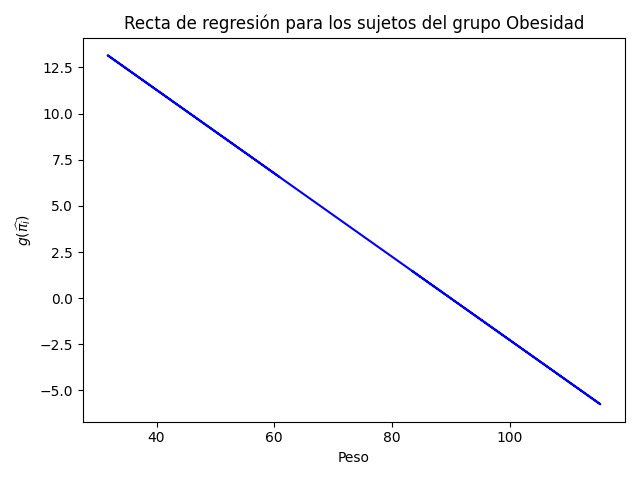 Recta de regresión para los sujetos del grupo Obesidad
12.5
10.0
7.5
5.0
2.5
0.0
−2.5
−5.0
g(π̂ᵢ)
40 60 80 100
Peso